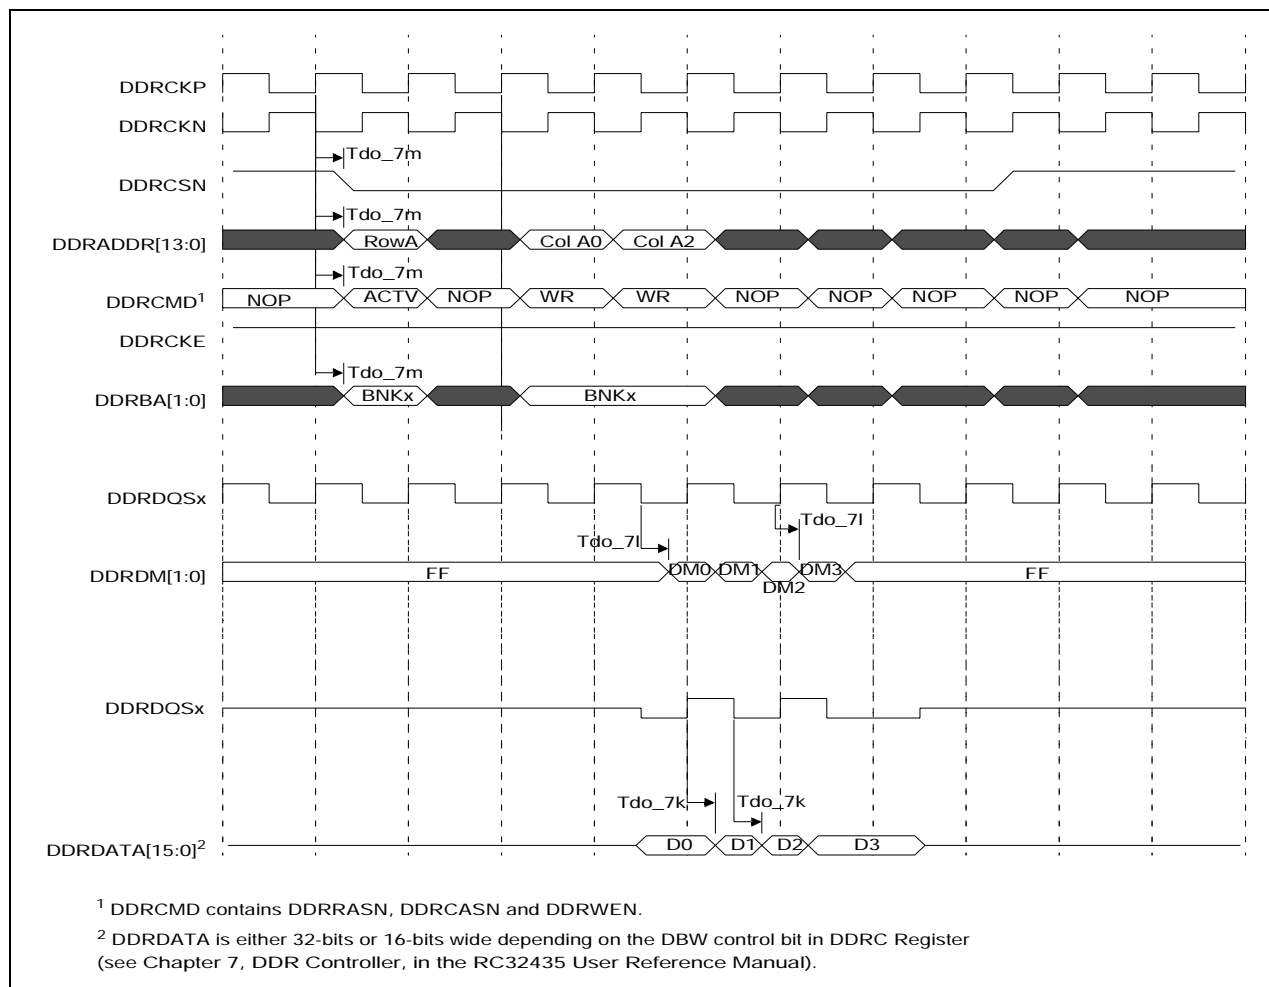 DDRCKP
DDRCKN
Tdo_7m
DDRCSN
Tdo_7m
DDRADDR[13:0] RowA Col A0 Col A2
Tdo_7m
DDRCMD1 NOP ACTV NOP WR WR NOP NOP NOP NOP NOP
DDRCKE
Tdo_7m
DDRBA[1:0] BNKx BNKx
DDRDQSx
Tdo_7l Tdo_7l
DDRDM[1:0] FF DM0 DM1 DM2 DM3 FF
DDRDQSx
Tdo_7k Tdo_7k
DDRDATA[15:0]2 D0 D1 D2 D3
1 DDRCMD contains DDRRASN, DDRCASN and DDRWEN.
2 DDRDATA is either 32-bits or 16-bits wide depending on the DBW control bit in DDRC Register
(see Chapter 7, DDR Controller, in the RC32435 User Reference Manual).